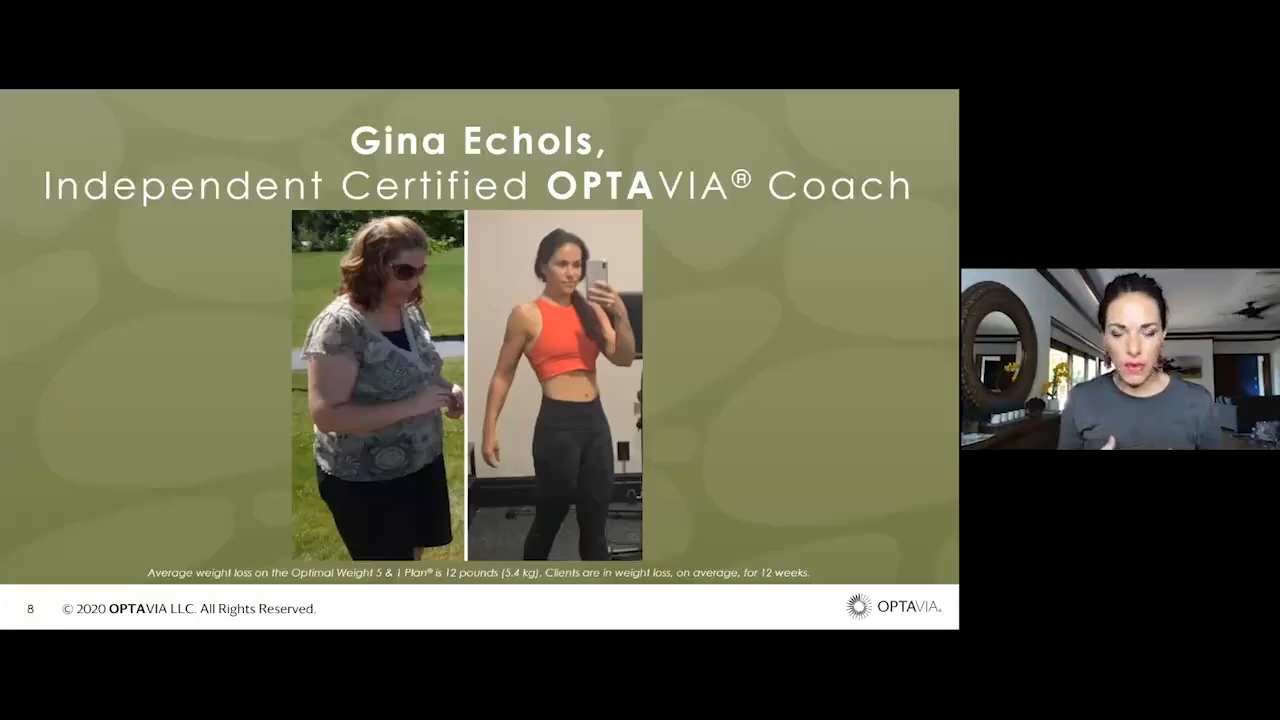 Gina Echols,
Independent Certified OPTAVIA® Coach
Average weight loss on the Optimal Weight 5 & 1 Plan® is 12 pounds (5.4 kg). Clients are in weight loss, on average, for 12 weeks.
8 © 2020 OPTAVIA LLC. All Rights Reserved.
OPTAVIA.